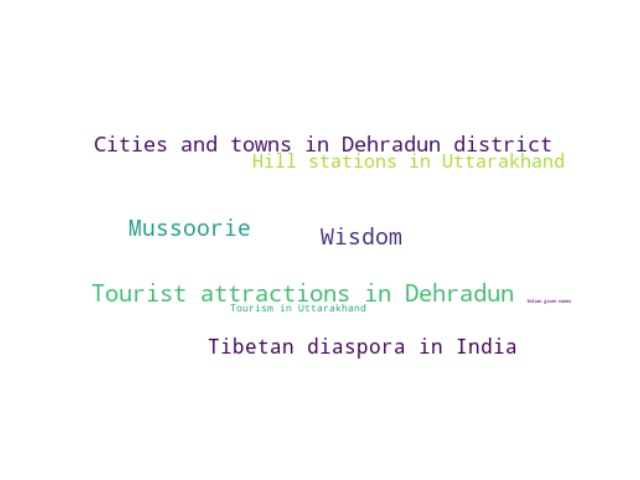 Cities and towns in Dehradun district
Hill stations in Uttarakhand
Mussoorie
Wisdom
Tourist attractions in Dehradun
Indian given names
Tourism in Uttarakhand
Tibetan diaspora in India